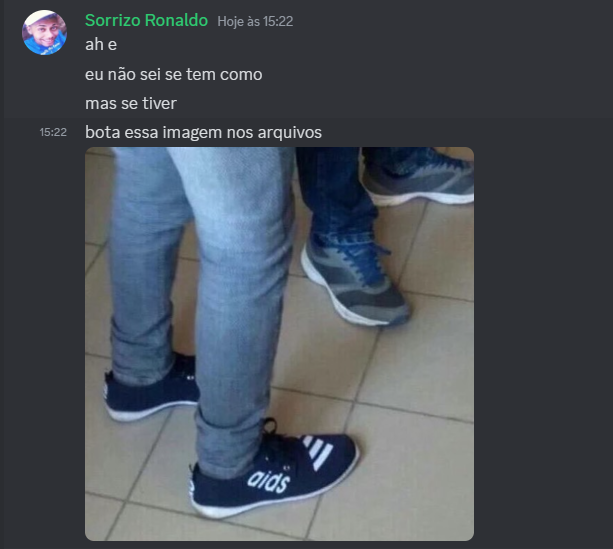 Sorrizo Ronaldo Hoje às 15:22
ah e
eu não sei se tem como
mas se tiver
15:22 bota essa imagem nos arquivos
aids